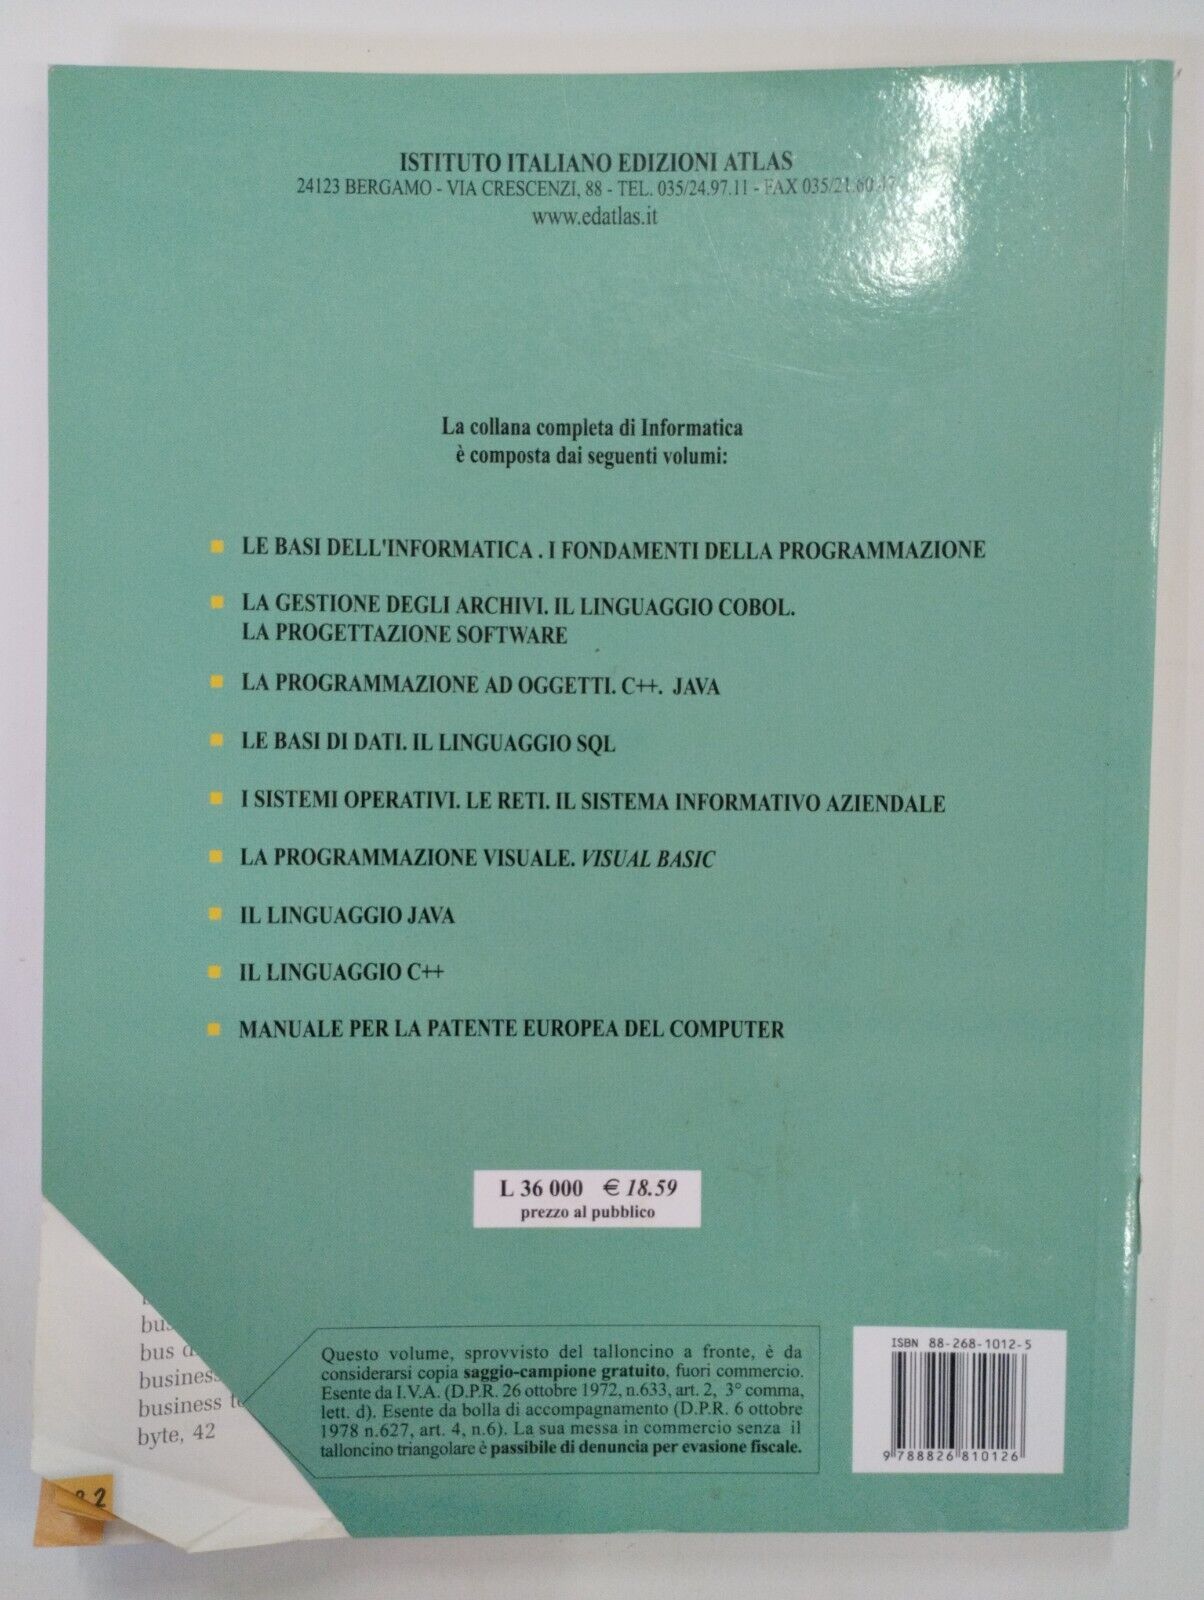 ISTITUTO ITALIANO EDIZIONI ATLAS
24123 BERGAMO - VIA CRESCENZI, 88 - TEL. 035/24.97.11 - FAX
www.edatlas.it
La collana completa di Informatica
è composta dai seguenti volumi:
LE BASI DELL'INFORMATICA . I FONDAMENTI DELLA PROGRAMMAZIONE
LA GESTIONE DEGLI ARCHIVI. IL LINGUAGGIO COBOL.
LA PROGETTAZIONE SOFTWARE
LA PROGRAMMAZIONE AD OGGETTI. C++. JAVA
LE BASI DI DATI. IL LINGUAGGIO SQL
I SISTEMI OPERATIVI. LE RETI. IL SISTEMA INFORMATIVO AZIENDALE
LA PROGRAMMAZIONE VISUALE. VISUAL BASIC
IL LINGUAGGIO JAVA
IL LINGUAGGIO C++
MANUALE PER LA PATENTE EUROPEA DEL COMPUTER
L 36 000 € 18.59
prezzo al pubblico
bus
business
business
byte, 42
2
Questo volume, sprovvisto del talloncino a fronte, è da
considerarsi copia saggio-campione gratuito, fuori commercio.
Esente da I.V.A. (D.P.R. 26 ottobre 1972, n.633, art. 2, 3° comma,
lett. d). Esente da bolla di accompagnamento (D.P.R. 6 ottobre
1978 n.627, art. 4, n.6). La sua messa in commercio senza il
talloncino triangolare è passibile di denuncia per evasione fiscale.
ISBN 88-268-1012-5
9 788826 810126